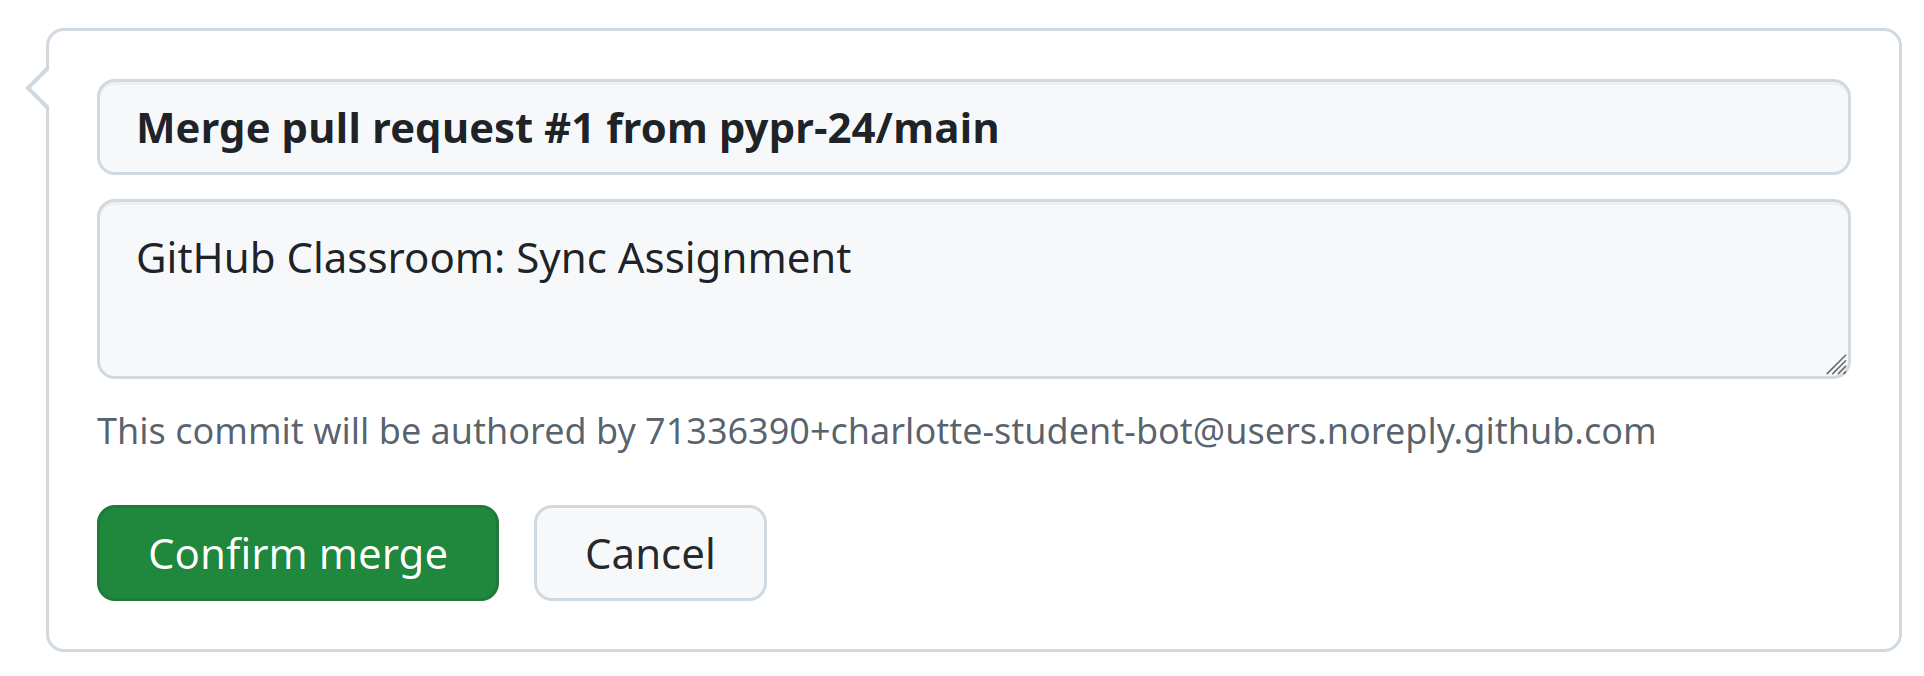 Merge pull request #1 from pypr-24/main
GitHub Classroom: Sync Assignment
This commit will be authored by 71336390+charlotte-student-bot@users.noreply.github.com
Confirm merge
Cancel